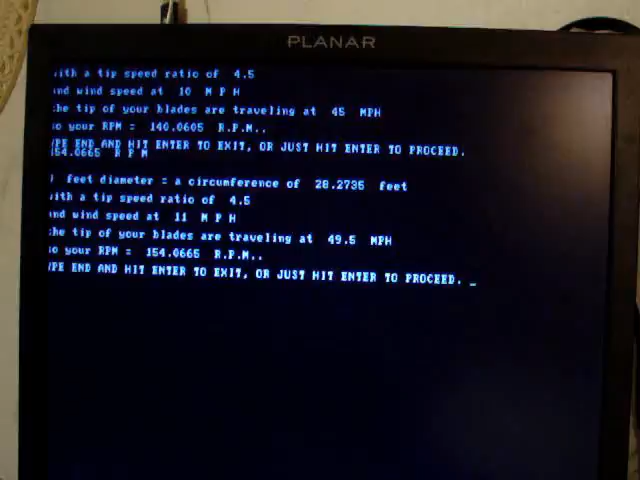 PLANAR
ith a tip speed ratio of 4.5
nd wind speed at 10 M P H
he tip of your blades are traveling at 45 MPH
o your RPM = 140.0605 R.P.M..
YPE END AND HIT ENTER TO EXIT, OR JUST HIT ENTER TO PROCEED.
154.0665 R P M
feet diameter = a circumference of 28.2735 feet
ith a tip speed ratio of 4.5
nd wind speed at 11 M P H
he tip of your blades are traveling at 49.5 MPH
o your RPM = 154.0665 R.P.M..
YPE END AND HIT ENTER TO EXIT, OR JUST HIT ENTER TO PROCEED. _